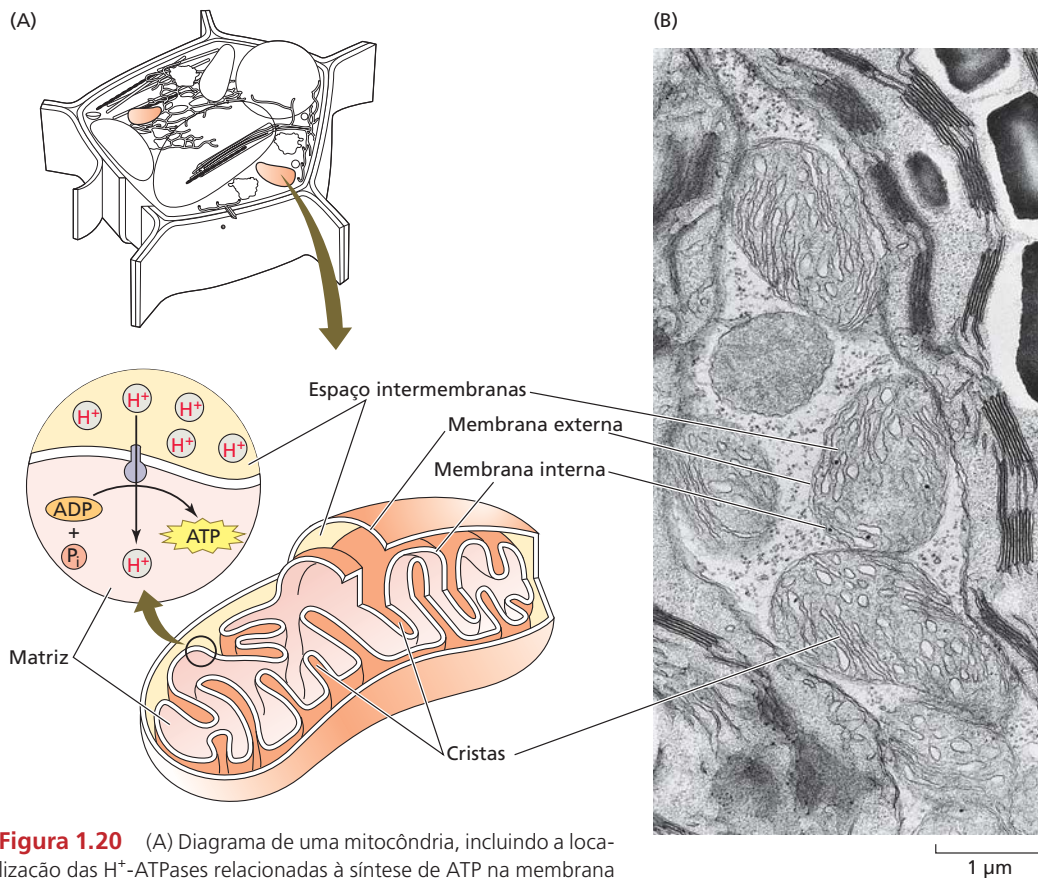 (A)
(B)
Espaço intermembranas
Membrana externa
Membrana interna
H⁺
H⁺
H⁺
H⁺
H⁺
ADP
+
Pᵢ
ATP
H⁺
Matriz
Cristas
Figura 1.20 (A) Diagrama de uma mitocôndria, incluindo a loca-
lização das H⁺-ATPases relacionadas à síntese de ATP na membrana
1 μm